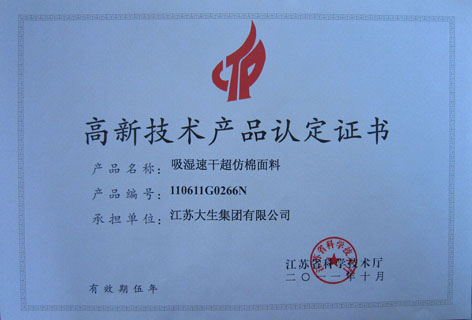 CTP
高新技术产品认定证书
产品名称：吸湿速干超仿棉面料
产品编号：110611G0266N
承担单位：江苏大生集团有限公司
江苏省科学技术厅
二〇一一年十月
有效期伍年